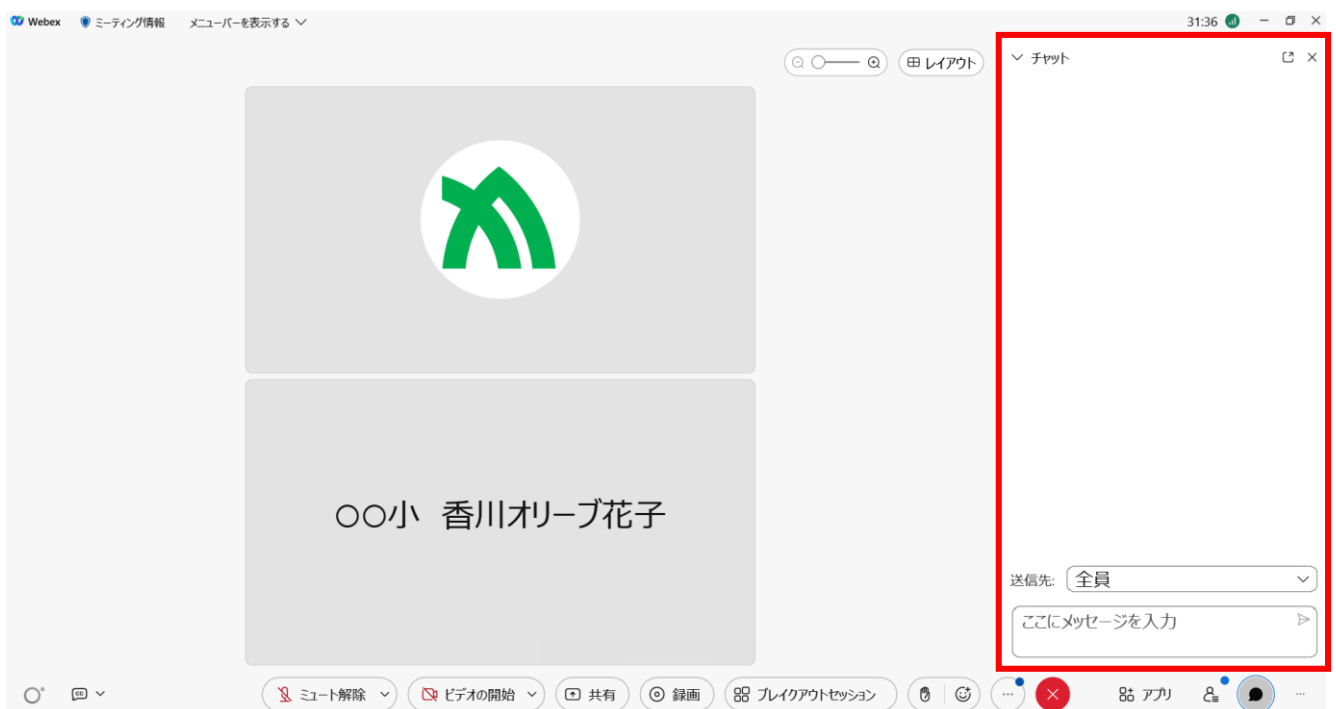 Webex ミーティング情報 メニューバーを表示する 31:36
レイアウト
チャット
○○小 香川オリーブ花子
送信先: 全員
ここにメッセージを入力
CC ミュート解除 ビデオの開始 共有 録画 ブレイクアウトセッション アプリ